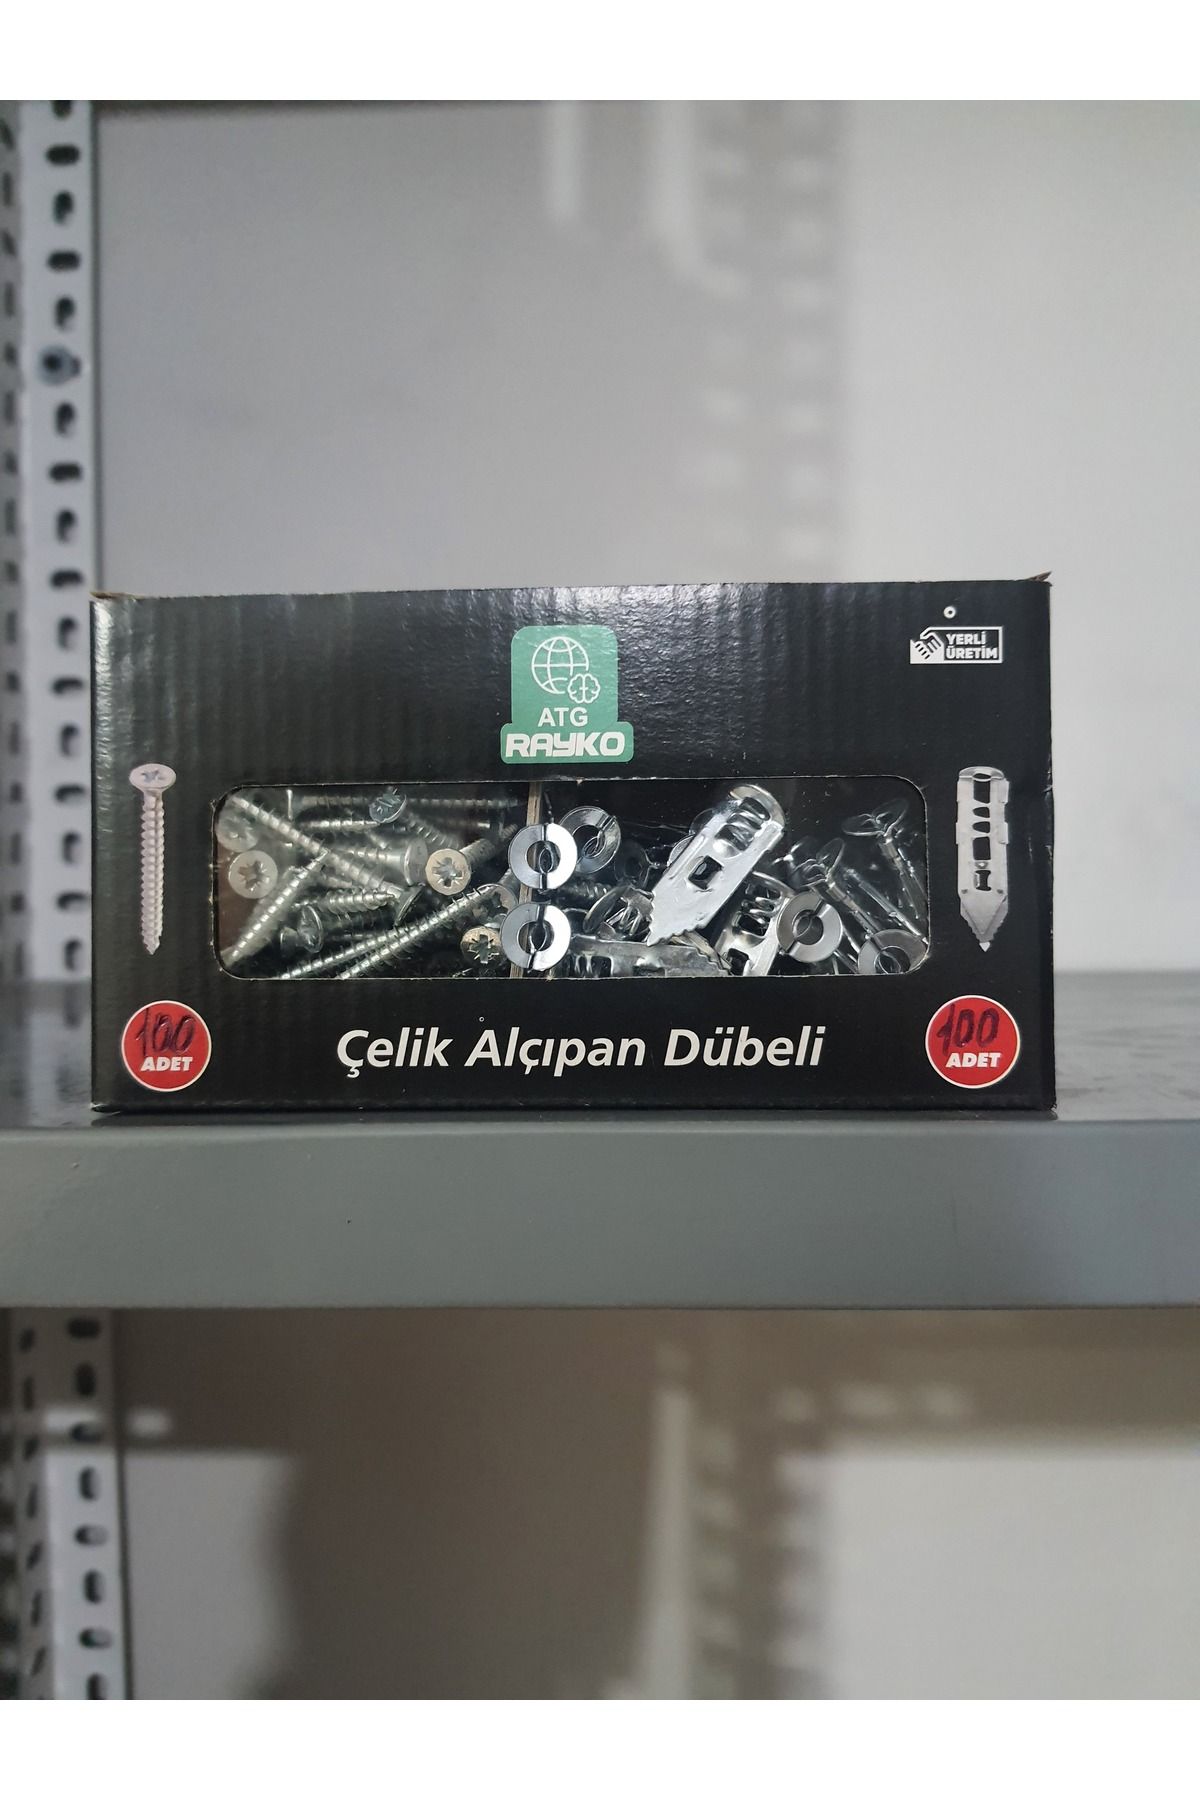 YERLİ
ÜRETİM
ATG
RAYKO
100
ADET
Çelik Alçıpan Dübeli
100
ADET